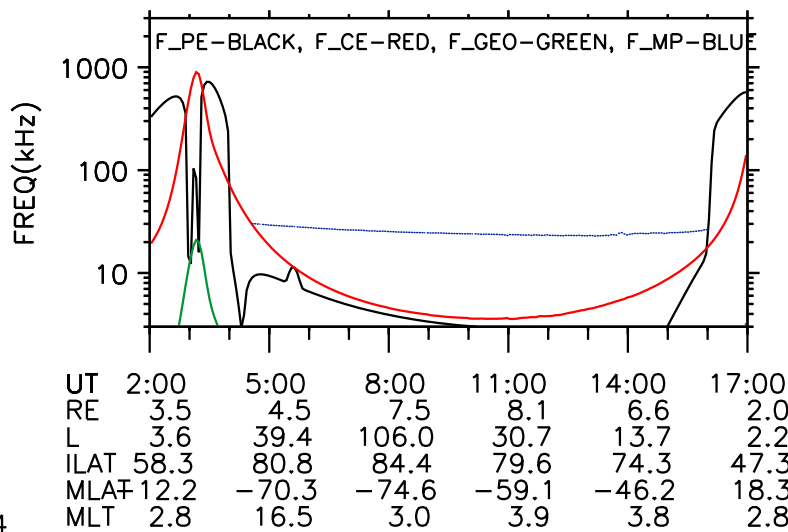 F_PE-BLACK, F_CE-RED, F_GEO-GREEN, F_MP-BLUE
1000
100
10
FREQ(kHz)
UT 2:00 5:00 8:00 11:00 14:00 17:00
RE 3.5 4.5 7.5 8.1 6.6 2.0
L 3.6 39.4 106.0 30.7 13.7 2.2
ILAT 58.3 80.8 84.4 79.6 74.3 47.3
MLAT -12.2 -70.3 -74.6 -59.1 -46.2 18.3
4 MLT 2.8 16.5 3.0 3.9 3.8 2.8